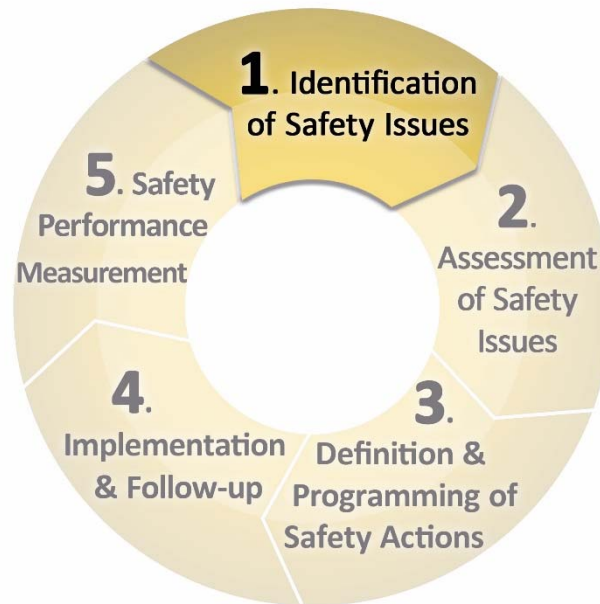 1. Identification
of Safety Issues
2.
Assessment
of Safety
Issues
3.
Definition &
Programming of
Safety Actions
4.
Implementation
& Follow-up
5. Safety
Performance
Measurement